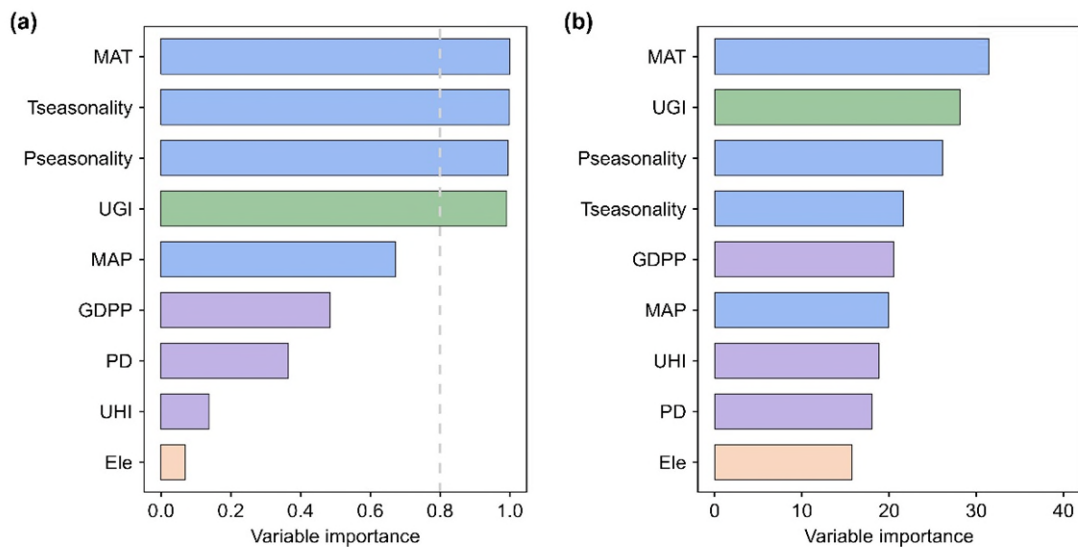 (a)
MAT
Tseasonality
Pseasonality
UGI
MAP
GDPP
PD
UHI
Ele
0.0 0.2 0.4 0.6 0.8 1.0
Variable importance
(b)
MAT
UGI
Pseasonality
Tseasonality
GDPP
MAP
UHI
PD
Ele
0 10 20 30 40
Variable importance